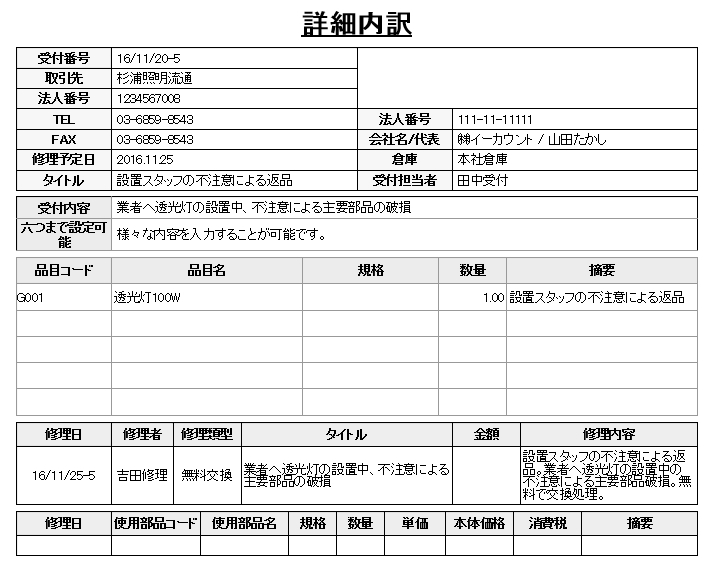 詳細内訳
受付番号 16/11/20-5
取引先 杉浦照明流通
法人番号 1234567008
TEL 03-6859-8543 法人番号 111-11-11111
FAX 03-6859-8543 会社名/代表 ㈱イーカウント / 山田たかし
修理予定日 2016.11.25 倉庫 本社倉庫
タイトル 設置スタッフの不注意による返品 受付担当者 田中受付
受付内容 業者へ透光灯の設置中、不注意による主要部品の破損
六つまで設定可
能
様々な内容を入力することが可能です。
品目コード 品目名 規格 数量 摘要
G001 透光灯100W 1.00 設置スタッフの不注意による返品
修理日 修理者 修理類型 タイトル 金額 修理内容
16/11/25-5 吉田修理 無料交換
業者へ透光灯の設置中、不注意による
主要部品の破損
設置スタッフの不注意による返
品。業者へ透光灯の設置中の
不注意による主要部品破損。無
料で交換処理。
修理日 使用部品コード 使用部品名 規格 数量 単価 本体価格 消費税 摘要